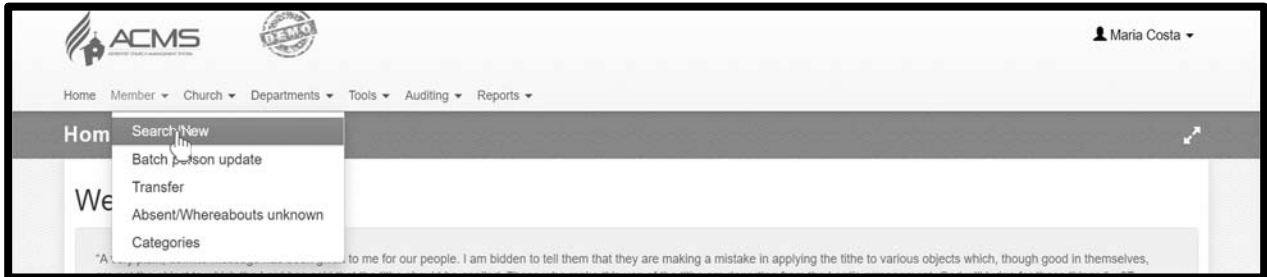 ACMS
DEMO
Maria Costa
Home Member Church Departments Tools Auditing Reports
Hom
Search/New
Batch person update
Transfer
We
Absent/Whereabouts unknown
Categories
"A to me for our people. I am bidden to tell them that they are making a mistake in applying the tithe to various objects which, though good in themselves,